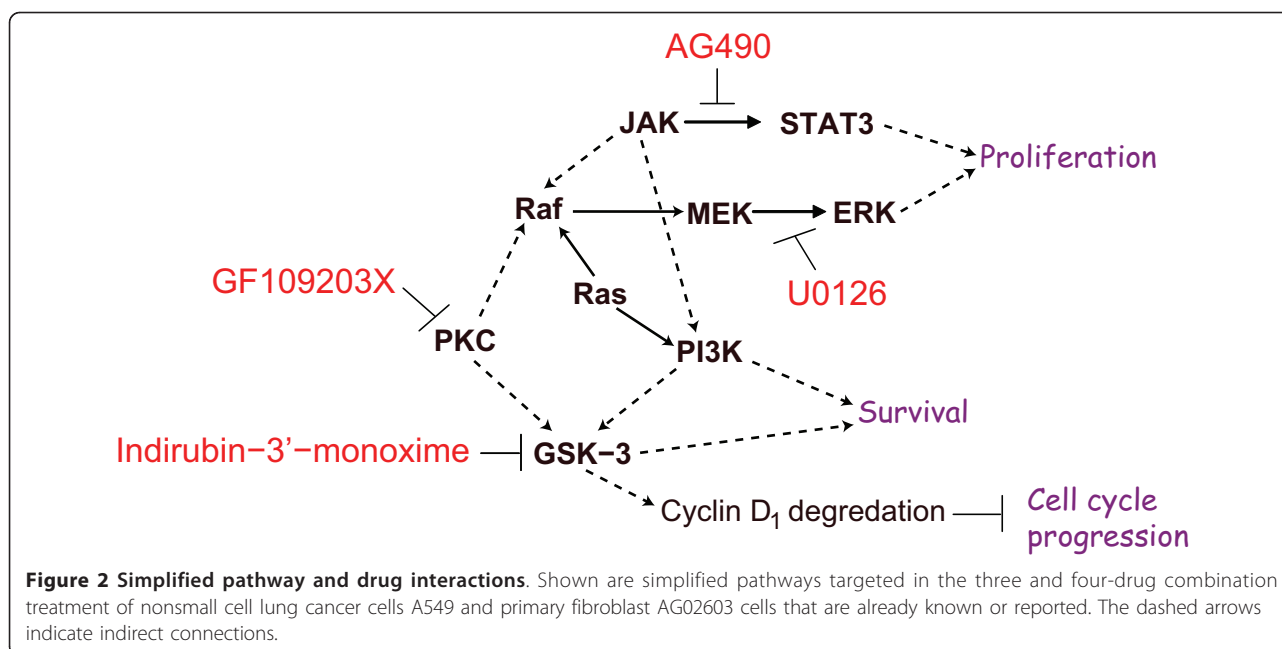 AG490
JAK
STAT3
Proliferation
Raf
MEK
ERK
GF109203X
Ras
U0126
PKC
PI3K
Survival
Indirubin−3’−monoxime
GSK−3
Cyclin D1 degredation
Cell cycle
progression
Figure 2 Simplified pathway and drug interactions. Shown are simplified pathways targeted in the three and four-drug combination
treatment of nonsmall cell lung cancer cells A549 and primary fibroblast AG02603 cells that are already known or reported. The dashed arrows
indicate indirect connections.